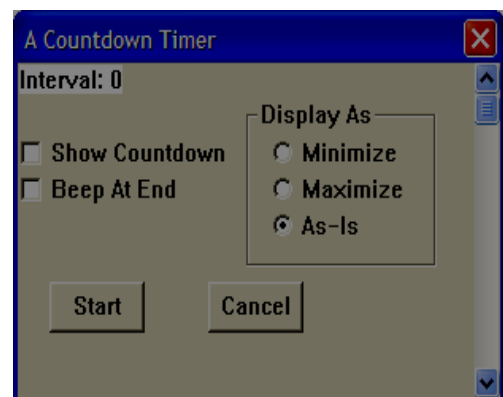 A Countdown Timer
Interval: 0
Display As
Show Countdown
Minimize
Beep At End
Maximize
As-Is
Start
Cancel